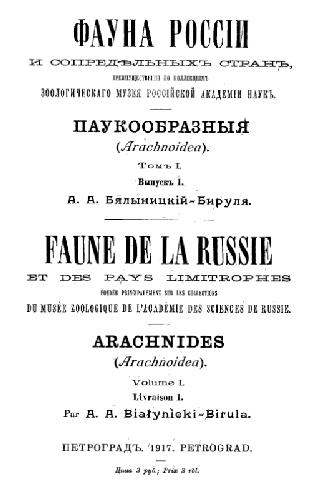 ФАУНА РОССІИ
И СОПРЕДѢЛЬНЫХЪ СТРАНЪ,
ПРЕИМУЩЕСТВЕННО ПО КОЛЛЕКЦІЯМЪ
ЗООЛОГИЧЕСКАГО МУЗЕЯ РОССІЙСКОЙ АКАДЕМІИ НАУКЪ.
ПАУКООБРАЗНЫЯ
(Arachnoidea).
Томъ I.
Выпускъ 1.
А. А. Бялыницкій-Бируля.
FAUNE DE LA RUSSIE
ET DES PAYS LIMITROPHES
FONDÉE PRINCIPALEMENT SUR LES COLLECTIONS
DU MUSÉE ZOOLOGIQUE DE L'ACADÉMIE DES SCIENCES DE RUSSIE.
ARACHNIDES
(Arachnoidea).
Volume I.
Livraison 1.
Par A. A. Białynicki-Birula.
ПЕТРОГРАДЪ. 1917. PETROGRAD.
Цѣна 3 руб.; Prix 3 rbl.